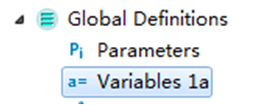 Global Definitions
Pi Parameters
a= Variables 1a